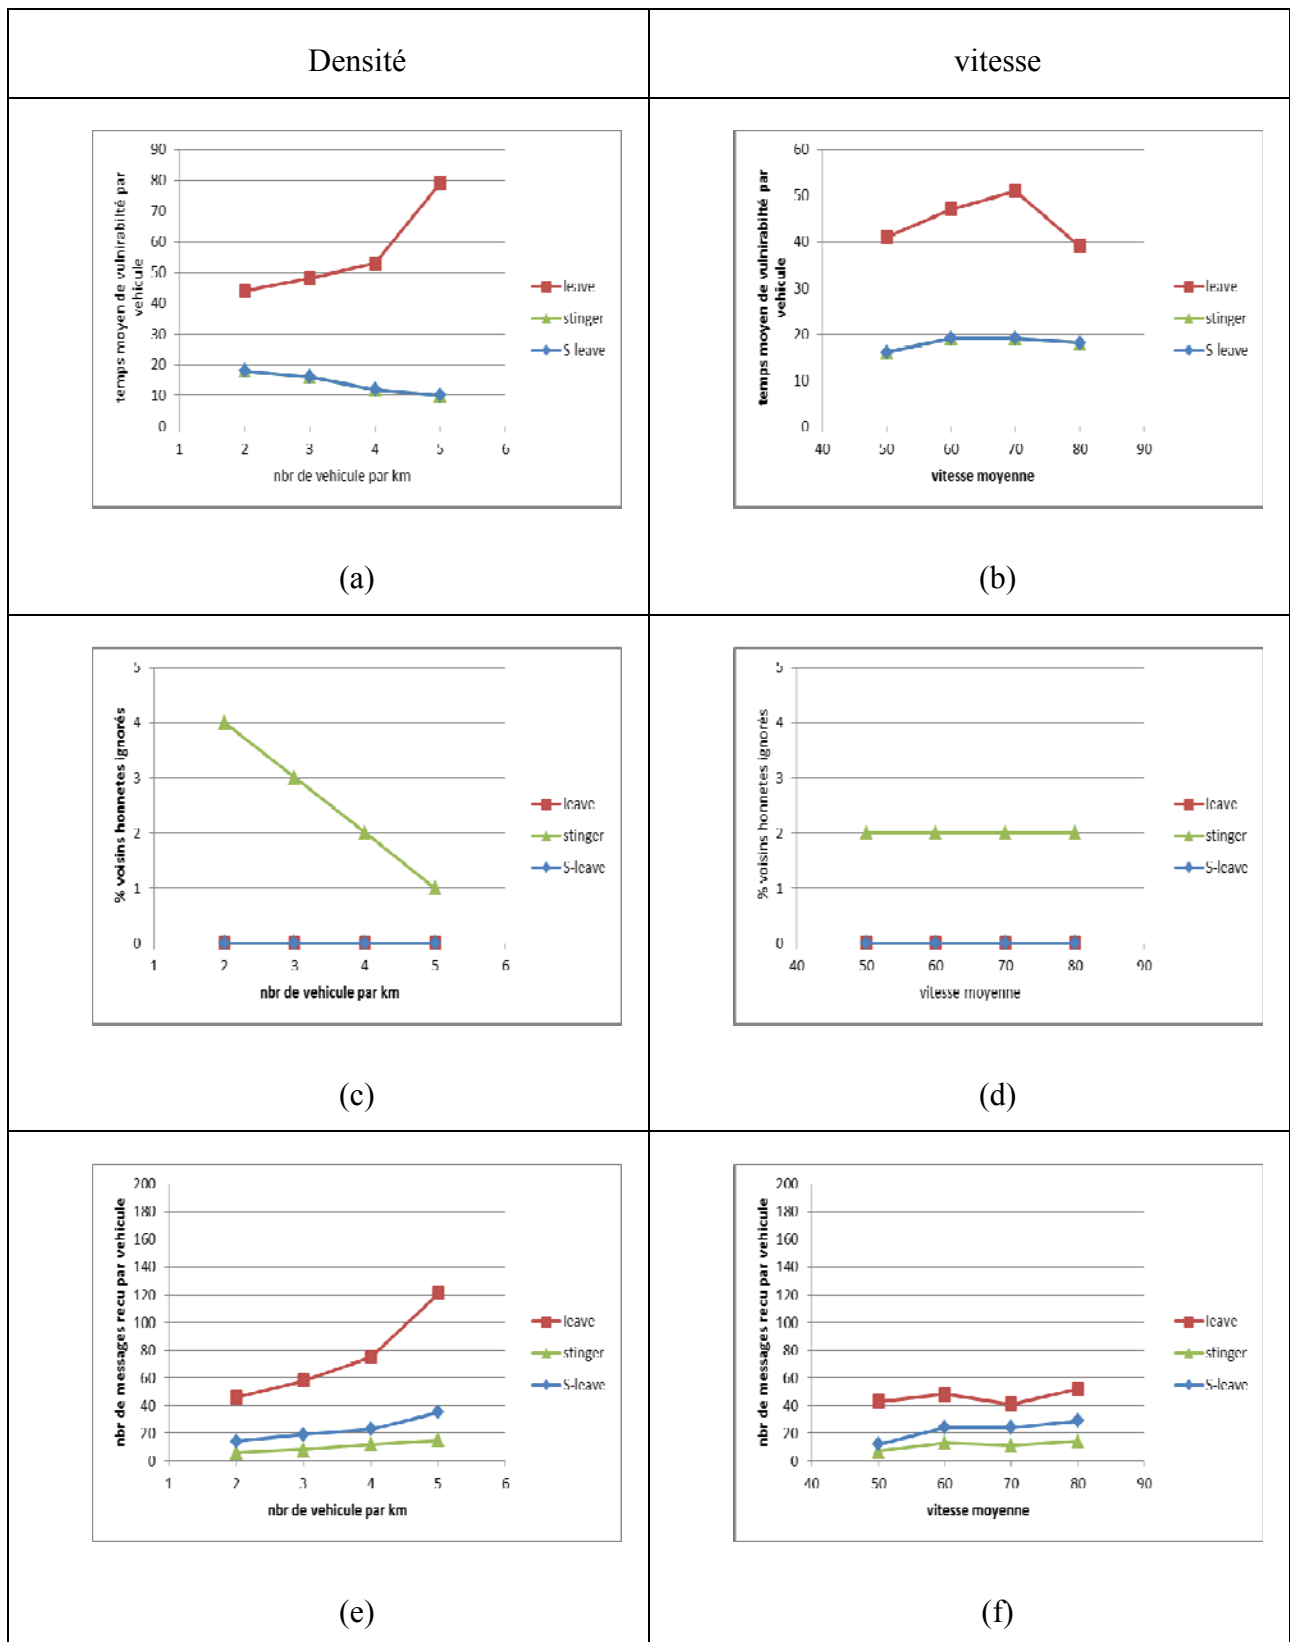 Densité
vitesse
temps moyen de vulnirabilté par
vehicule
90
80
70
60
50
40
30
20
10
0
1 2 3 4 5 6
nbr de vehicule par km
leave
stinger
S leave
(a)
temps moyen de vulnirabilté par
vehicule
60
50
40
30
20
10
0
40 50 60 70 80 90
vitesse moyenne
leave
stinger
S leave
(b)
% voisins honnetes ignorés
5
4
3
2
1
0
1 2 3 4 5 6
nbr de vehicule par km
leave
stinger
S-leave
(c)
% voisins honnetes ignorés
5
4
3
2
1
0
40 50 60 70 80 90
vitesse moyenne
leave
stinger
S-leave
(d)
nbr de messages recu par vehicule
200
180
160
140
120
100
80
60
40
20
0
1 2 3 4 5 6
nbr de vehicule par km
leave
stinger
S-leave
(e)
nbr de messages recu par vehicule
200
180
160
140
120
100
80
60
40
20
0
40 50 60 70 80 90
vitesse moyenne
leave
stinger
S-leave
(f)